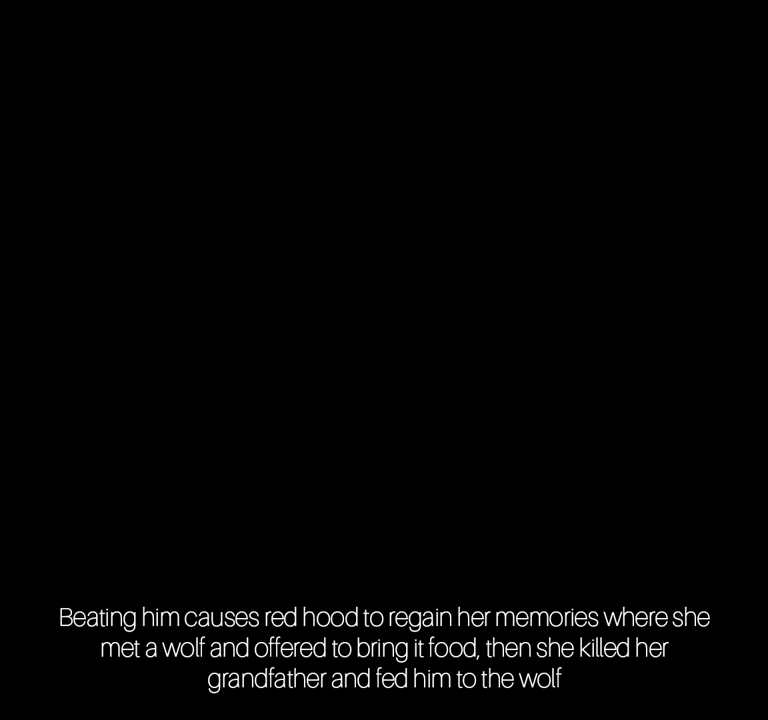 Beating him causes red hood to regain her memories where she
met a wolf and offered to bring it food, then she killed her
grandfather and fed him to the wolf